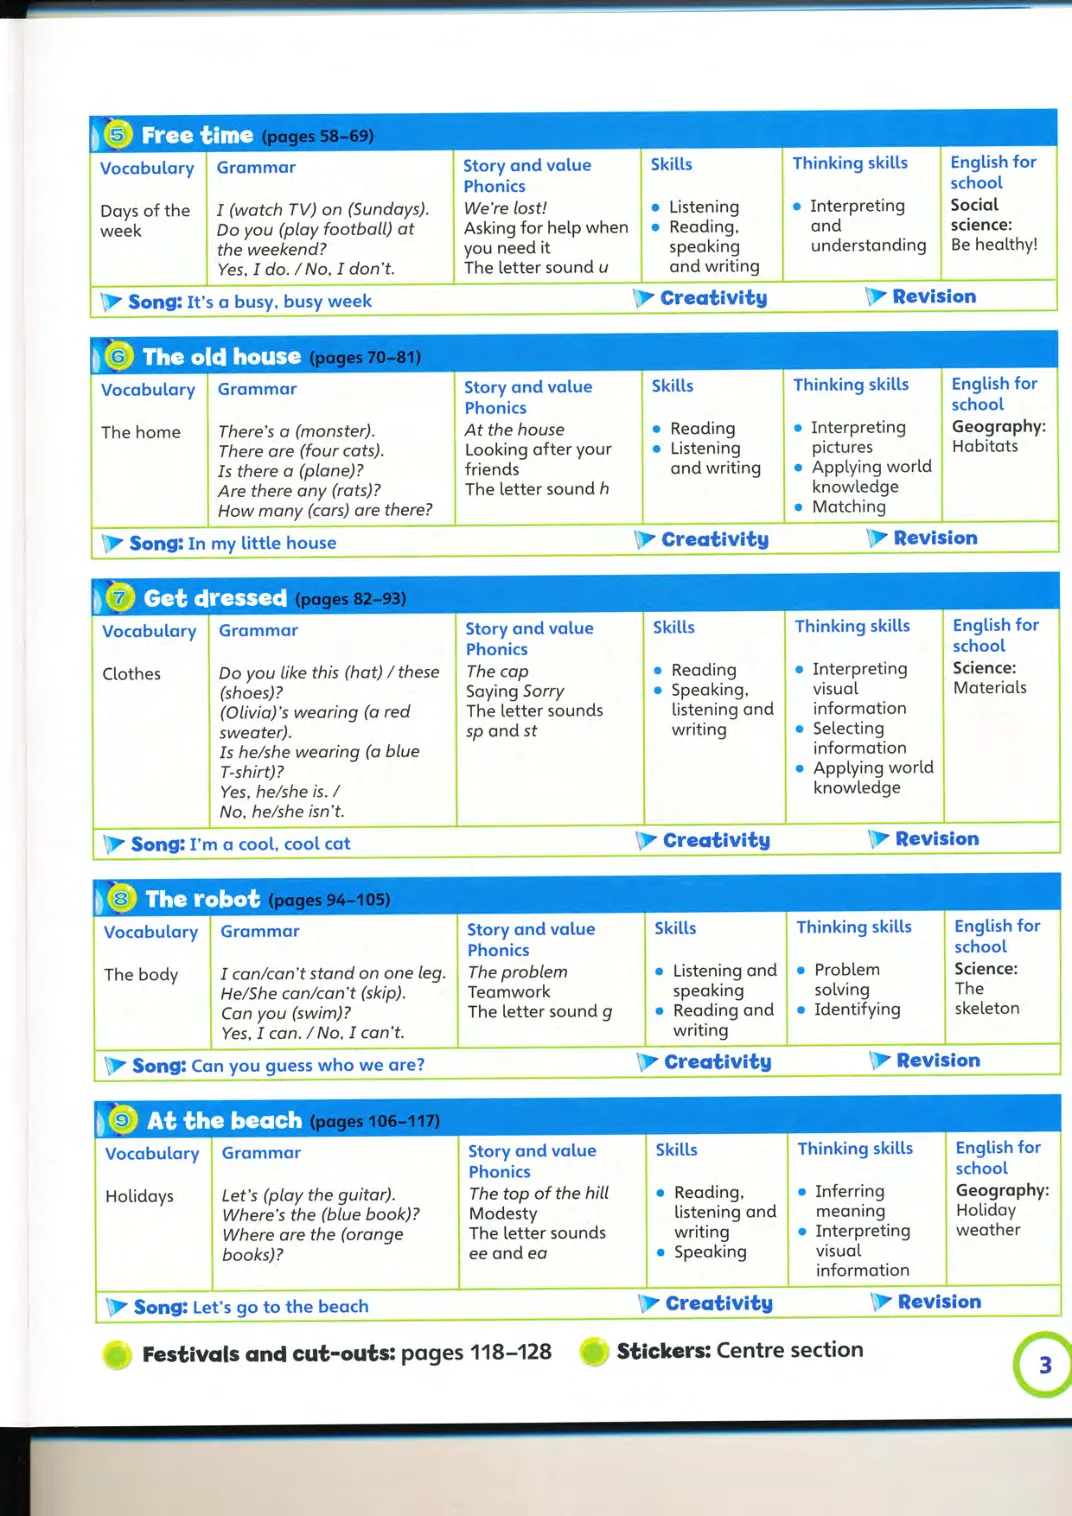 5 Free time (pages 58–69)
Vocabulary
Days of the
week
Grammar
I (watch TV) on (Sundays).
Do you (play football) at
the weekend?
Yes, I do. / No, I don't.
Story and value
Phonics
We're lost!
Asking for help when
you need it
The letter sound u
Skills
• Listening
• Reading,
speaking
and writing
Thinking skills
• Interpreting
and
understanding
English for
school
Social
science:
Be healthy!
Song: It's a busy, busy week
Creativity
Revision
6 The old house (pages 70–81)
Vocabulary
The home
Grammar
There's a (monster).
There are (four cats).
Is there a (plane)?
Are there any (rats)?
How many (cars) are there?
Story and value
Phonics
At the house
Looking after your
friends
The letter sound h
Skills
• Reading
• Listening
and writing
Thinking skills
• Interpreting
pictures
• Applying world
knowledge
• Matching
English for
school
Geography:
Habitats
Song: In my little house
Creativity
Revision
7 Get dressed (pages 82–93)
Vocabulary
Clothes
Grammar
Do you like this (hat) / these
(shoes)?
(Olivia)'s wearing (a red
sweater).
Is he/she wearing (a blue
T-shirt)?
Yes, he/she is. /
No, he/she isn't.
Story and value
Phonics
The cap
Saying Sorry
The letter sounds
sp and st
Skills
• Reading
• Speaking,
listening and
writing
Thinking skills
• Interpreting
visual
information
• Selecting
information
• Applying world
knowledge
English for
school
Science:
Materials
Song: I'm a cool, cool cat
Creativity
Revision
8 The robot (pages 94–105)
Vocabulary
The body
Grammar
I can/can't stand on one leg.
He/She can/can't (skip).
Can you (swim)?
Yes, I can. / No, I can't.
Story and value
Phonics
The problem
Teamwork
The letter sound g
Skills
• Listening and
speaking
• Reading and
writing
Thinking skills
• Problem
solving
• Identifying
English for
school
Science:
The
skeleton
Song: Can you guess who we are?
Creativity
Revision
9 At the beach (pages 106–117)
Vocabulary
Holidays
Grammar
Let's (play the guitar).
Where's the (blue book)?
Where are the (orange
books)?
Story and value
Phonics
The top of the hill
Modesty
The letter sounds
ee and ea
Skills
• Reading,
listening and
writing
• Speaking
Thinking skills
• Inferring
meaning
• Interpreting
visual
information
English for
school
Geography:
Holiday
weather
Song: Let's go to the beach
Creativity
Revision
Festivals and cut-outs: pages 118–128
Stickers: Centre section
3